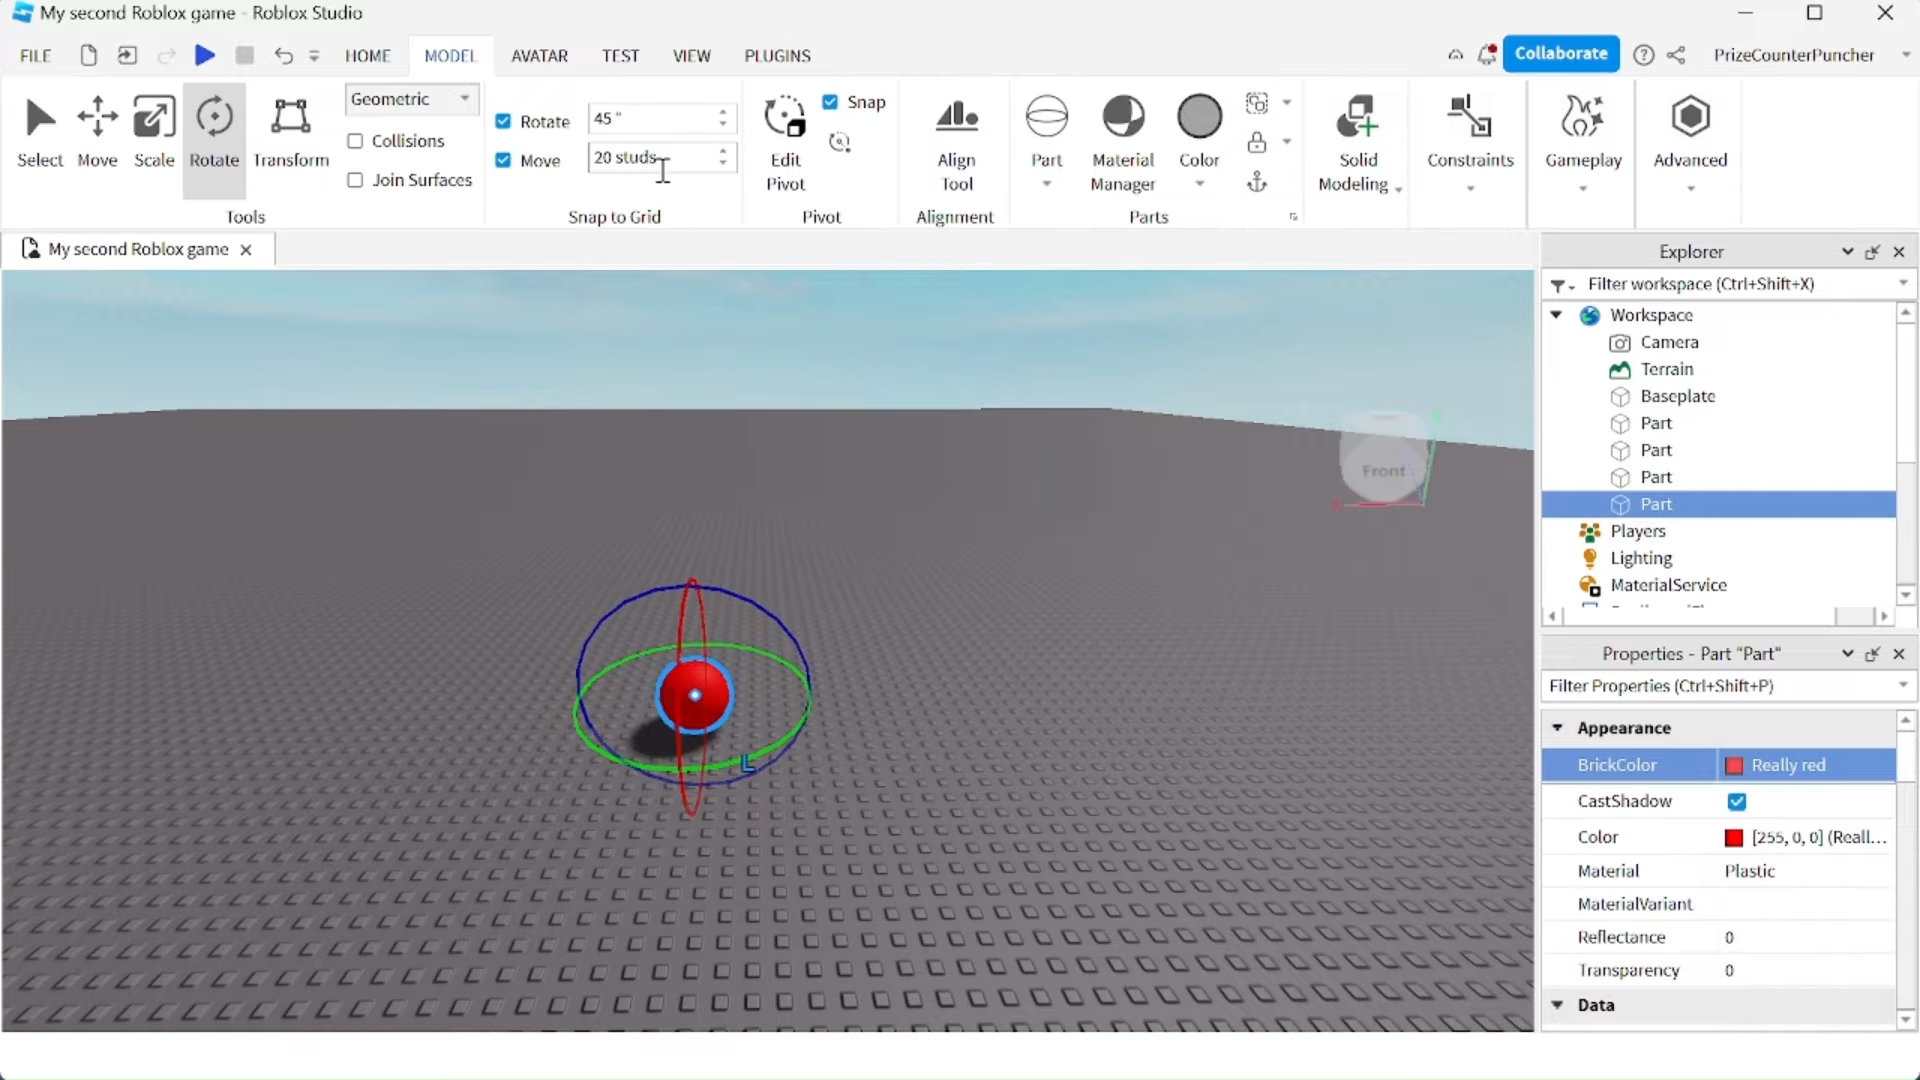 My second Roblox game - Roblox Studio
FILE HOME MODEL AVATAR TEST VIEW PLUGINS Collaborate PrizeCounterPuncher
Select Move Scale Rotate Transform
Geometric
Collisions
Join Surfaces
Tools
Rotate 45 °
Move 20 studs
Snap to Grid
Edit Pivot
Snap
Pivot
Align Tool
Alignment
Part
Material Manager
Color
Parts
Solid Modeling
Constraints
Gameplay
Advanced
My second Roblox game
Front
L
Explorer
Filter workspace (Ctrl+Shift+X)
Workspace
Camera
Terrain
Baseplate
Part
Part
Part
Part
Players
Lighting
MaterialService
Properties - Part "Part"
Filter Properties (Ctrl+Shift+P)
Appearance
BrickColor Really red
CastShadow
Color [255, 0, 0] (Reall...
Material Plastic
MaterialVariant
Reflectance 0
Transparency 0
Data